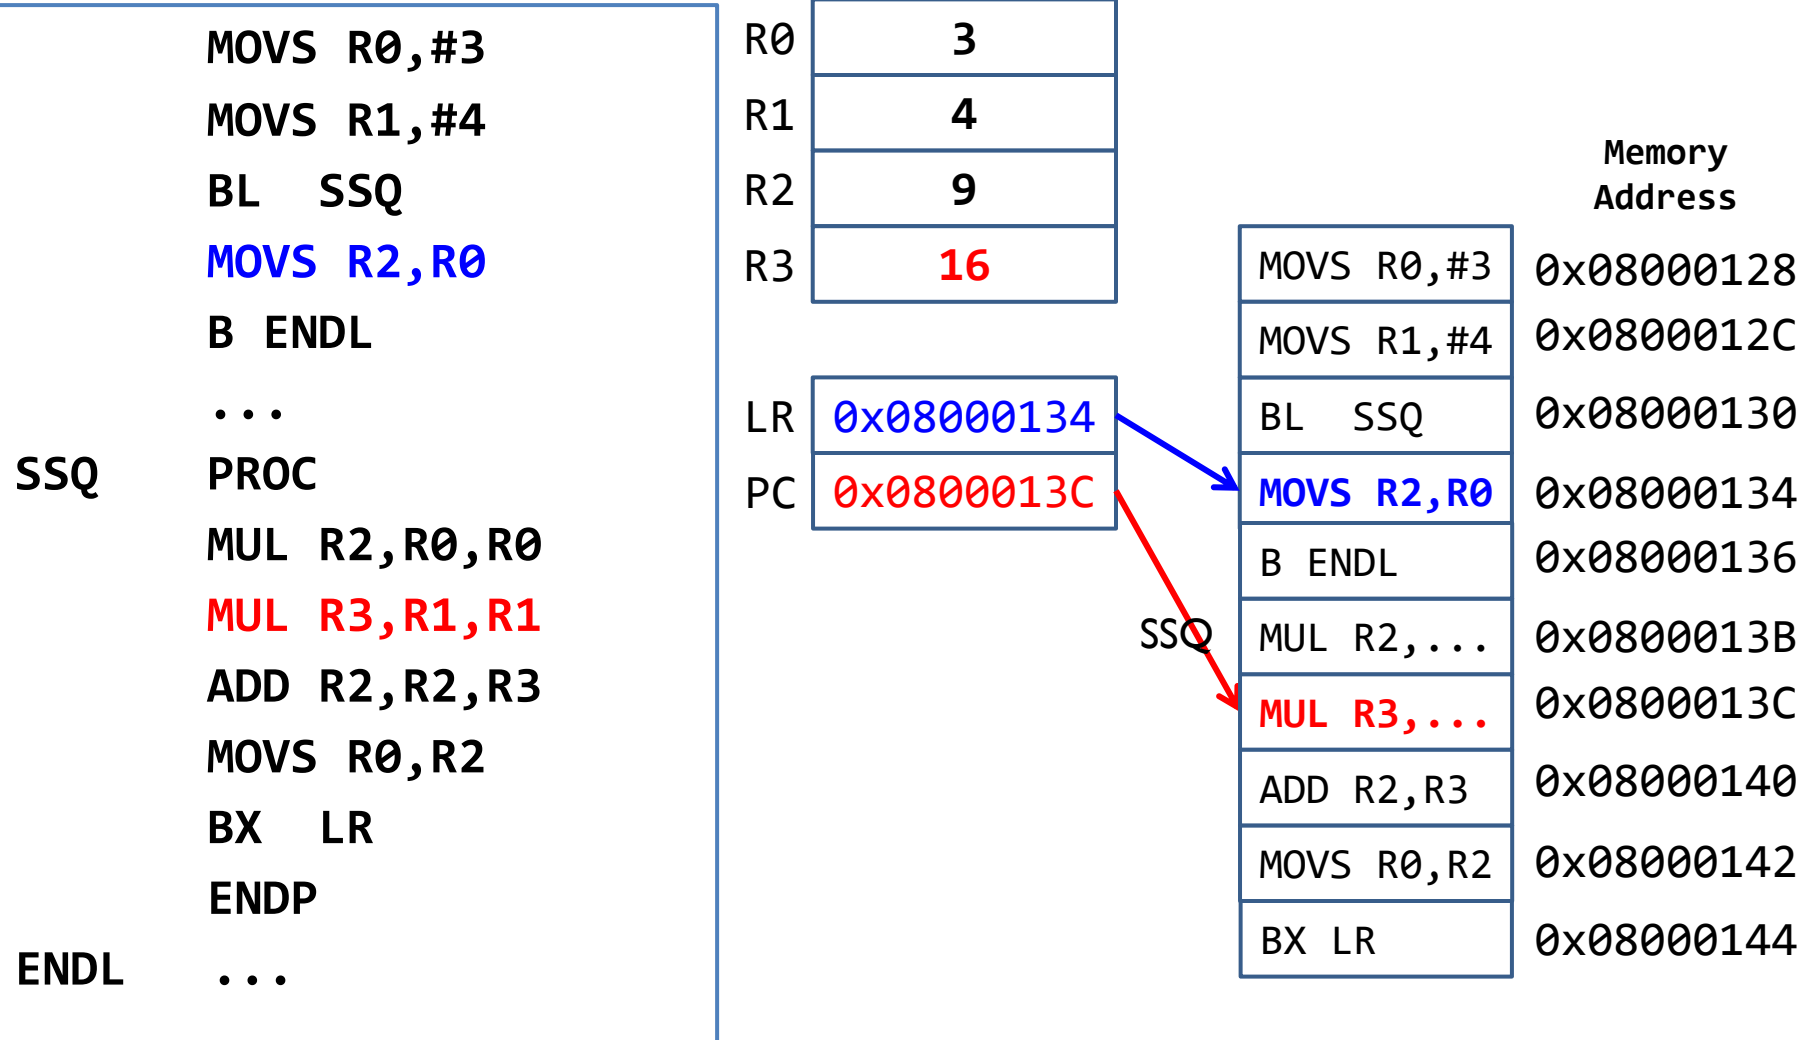 MOVS R0,#3
MOVS R1,#4
BL SSQ
MOVS R2,R0
B ENDL
...
SSQ PROC
MUL R2,R0,R0
MUL R3,R1,R1
ADD R2,R2,R3
MOVS R0,R2
BX LR
ENDP
ENDL ...
R0 3
R1 4
R2 9
R3 16
LR 0x08000134
PC 0x0800013C
SSQ
Memory
Address
MOVS R0,#3 0x08000128
MOVS R1,#4 0x0800012C
BL SSQ 0x08000130
MOVS R2,R0 0x08000134
B ENDL 0x08000136
MUL R2,... 0x0800013B
MUL R3,... 0x0800013C
ADD R2,R3 0x08000140
MOVS R0,R2 0x08000142
BX LR 0x08000144